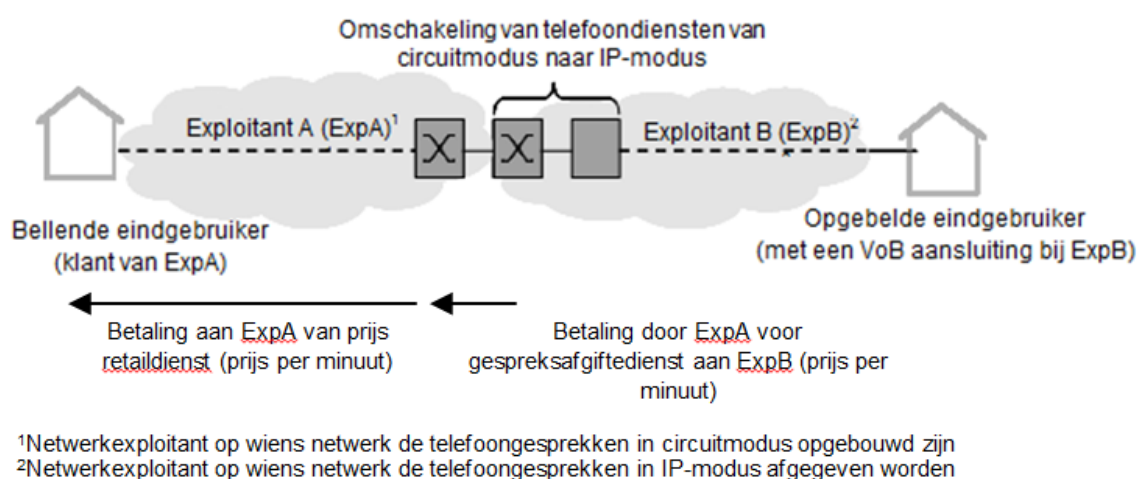 Omschakeling van telefoondiensten van
circuitmodus naar IP-modus
Exploitant A (ExpA)¹
Exploitant B (ExpB)²
Bellende eindgebruiker
(klant van ExpA)
Opgebelde eindgebruiker
(met een VoB aansluiting bij ExpB)
Betaling aan ExpA van prijs
retaildienst (prijs per minuut)
Betaling door ExpA voor
gespreksafgiftedienst aan ExpB (prijs per
minuut)
¹Netwerkexploitant op wiens netwerk de telefoongesprekken in circuitmodus opgebouwd zijn
²Netwerkexploitant op wiens netwerk de telefoongesprekken in IP-modus afgegeven worden